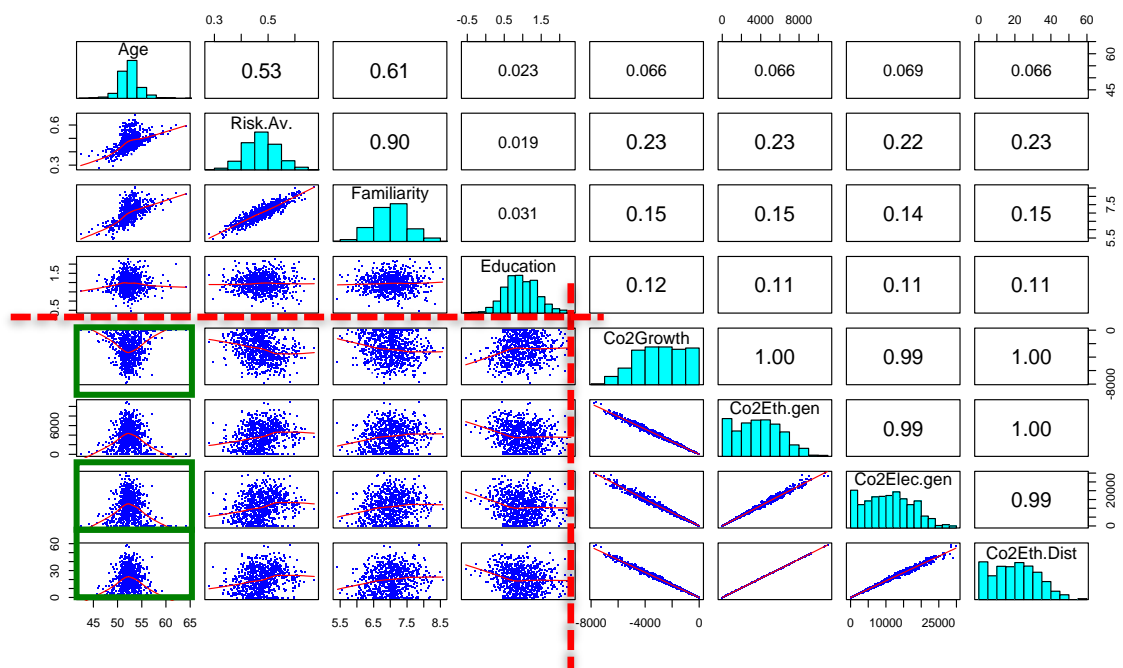 0.3 0.5 -0.5 0.5 1.5 0 4000 8000 0 20 40 60
Age 0.53 0.61 0.023 0.066 0.066 0.069 0.066 45 60
0.3 0.6 Risk.Av. 0.90 0.019 0.23 0.23 0.22 0.23
Familiarity 0.031 0.15 0.15 0.14 0.15 5.5 7.5
0.5 1.5 Education 0.12 0.11 0.11 0.11
Co2Growth 1.00 0.99 1.00 -8000 0
0 6000 Co2Eth.gen 0.99 1.00
Co2Elec.gen 0.99 0 20000
0 30 60 Co2Eth.Dist
45 50 55 60 65 5.5 6.5 7.5 8.5 -8000 -4000 0 0 10000 25000